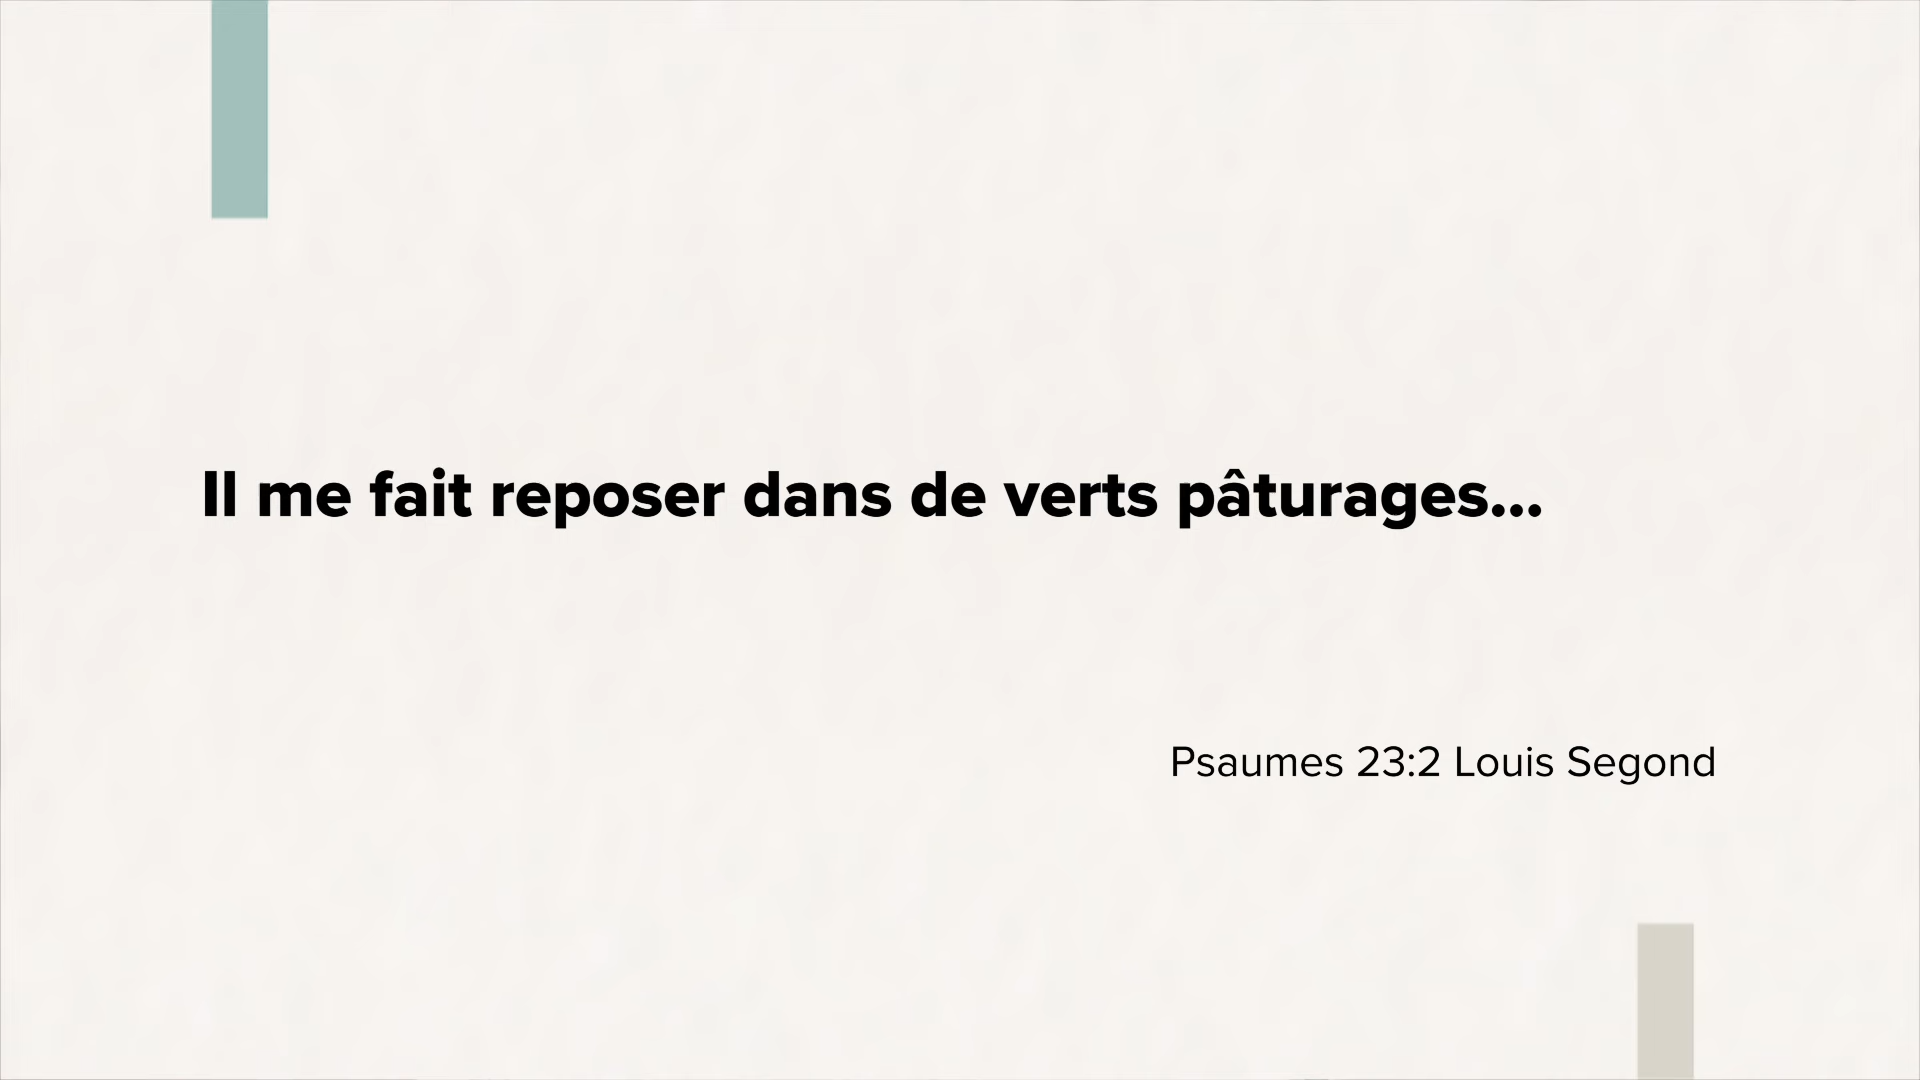 Il me fait reposer dans de verts pâturages...
Psaumes 23:2 Louis Segond